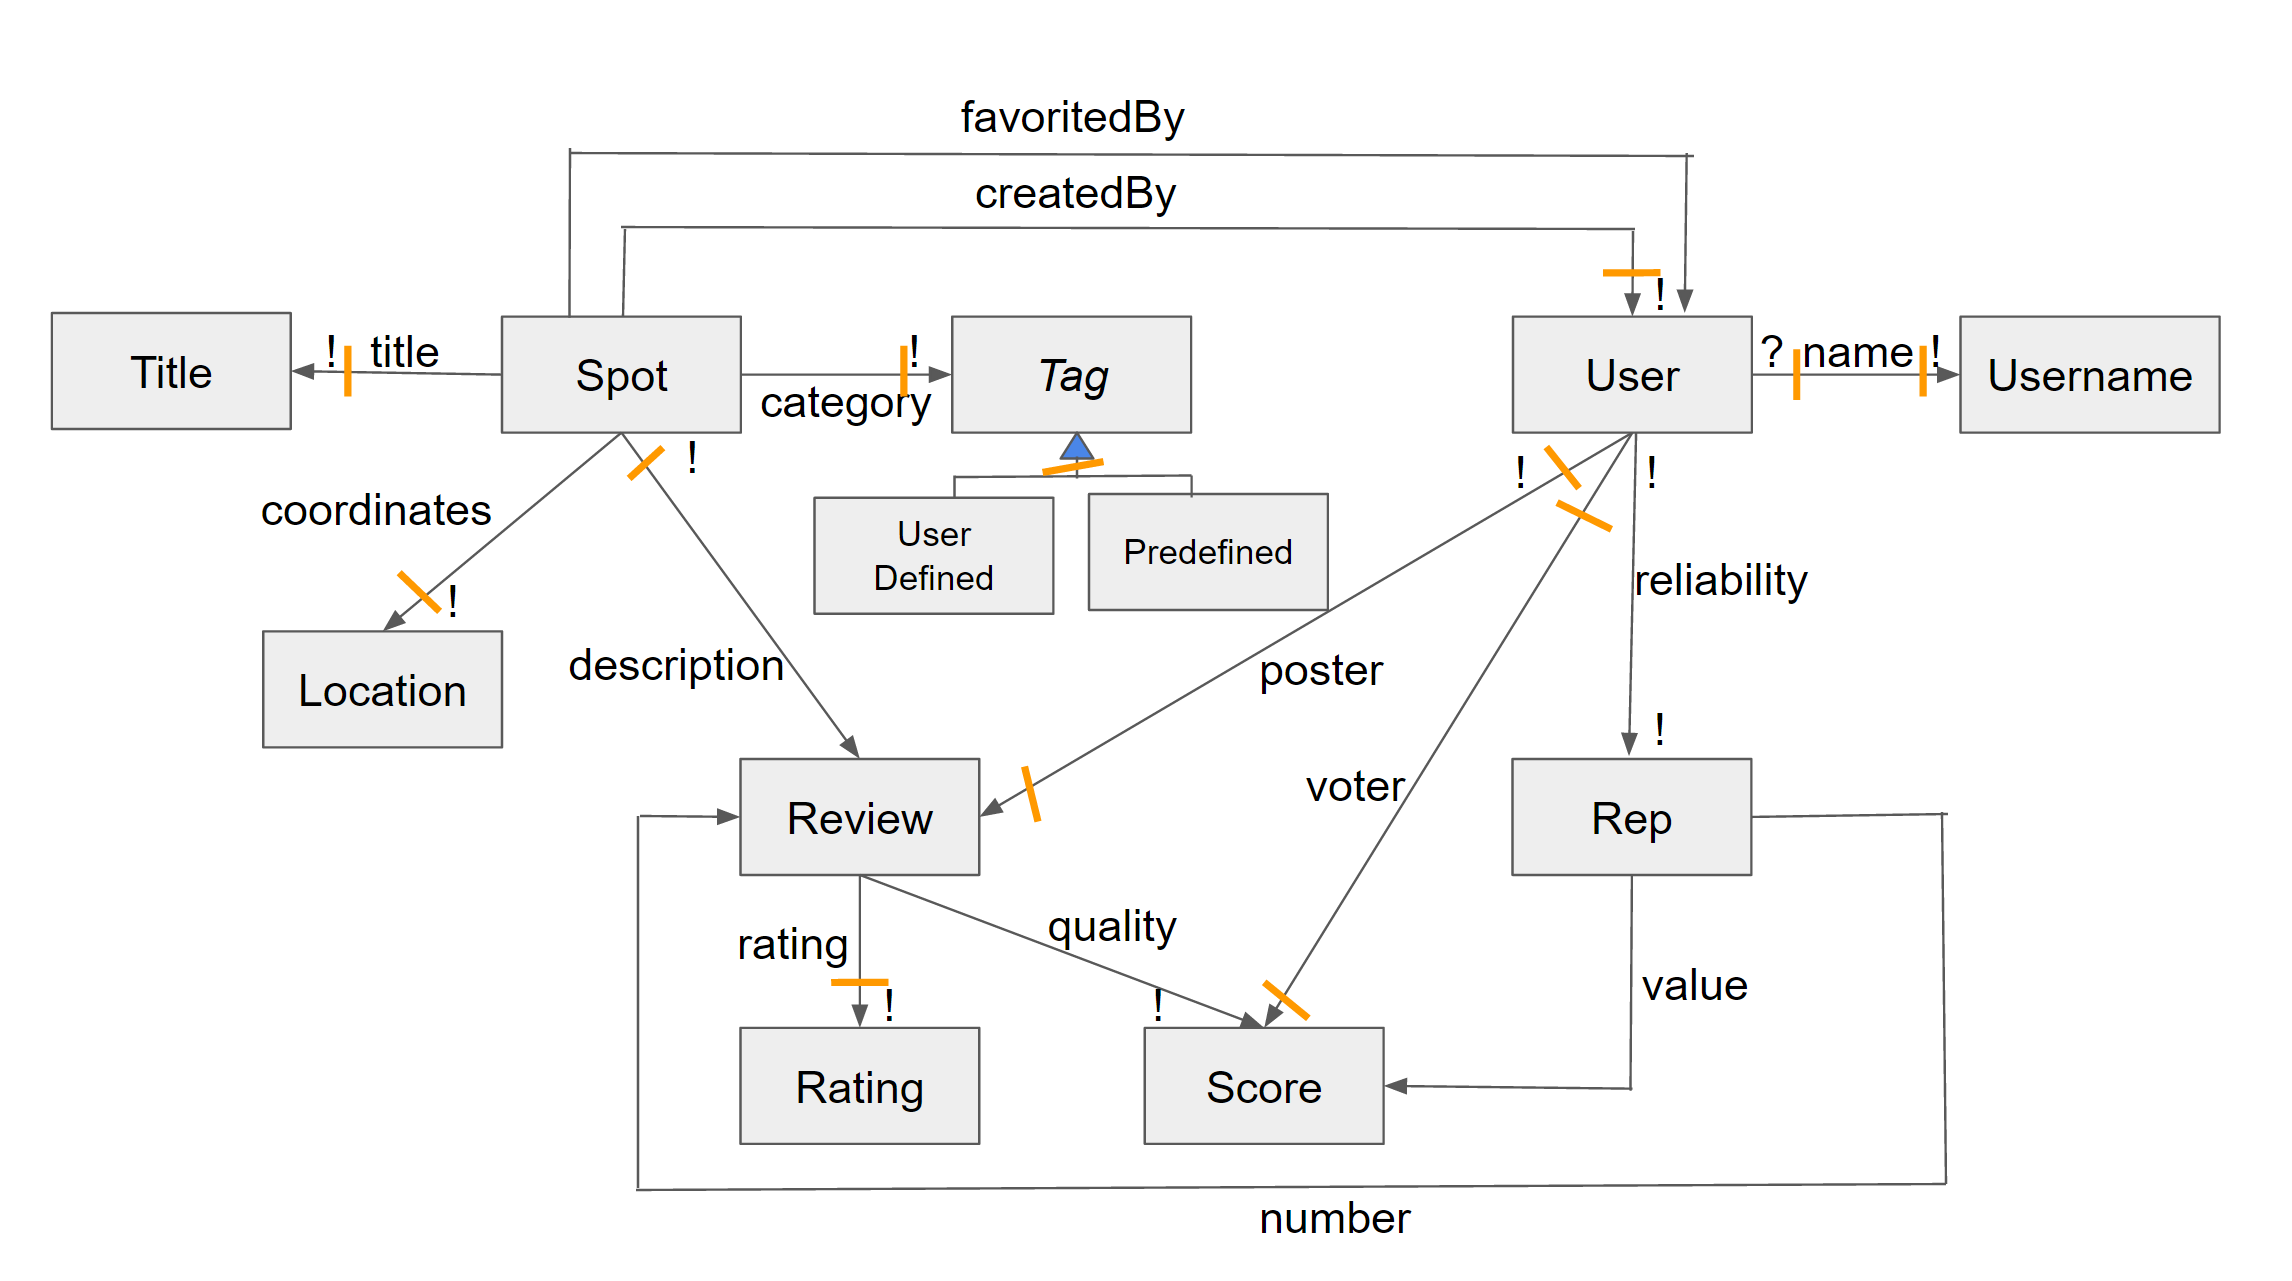 favoritedBy
createdBy
!
Title
! title
Spot
!
category
Tag
User
? name !
Username
!
!
!
coordinates
User
Defined
Predefined
reliability
!
Location
description
poster
!
voter
Review
Rep
rating
quality
value
!
!
Rating
Score
number